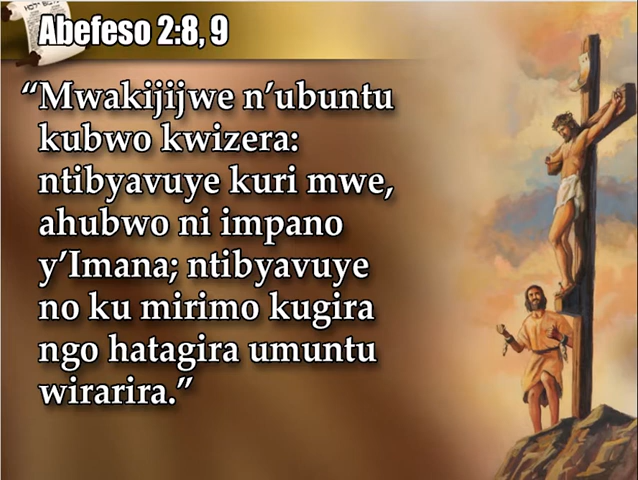 Abefeso 2:8, 9
“Mwakijijwe n’ubuntu
kubwo kwizera:
ntibyavuye kuri mwe,
ahubwo ni impano
y’Imana; ntibyavuye
no ku mirimo kugira
ngo hatagira umuntu
wirarira.”